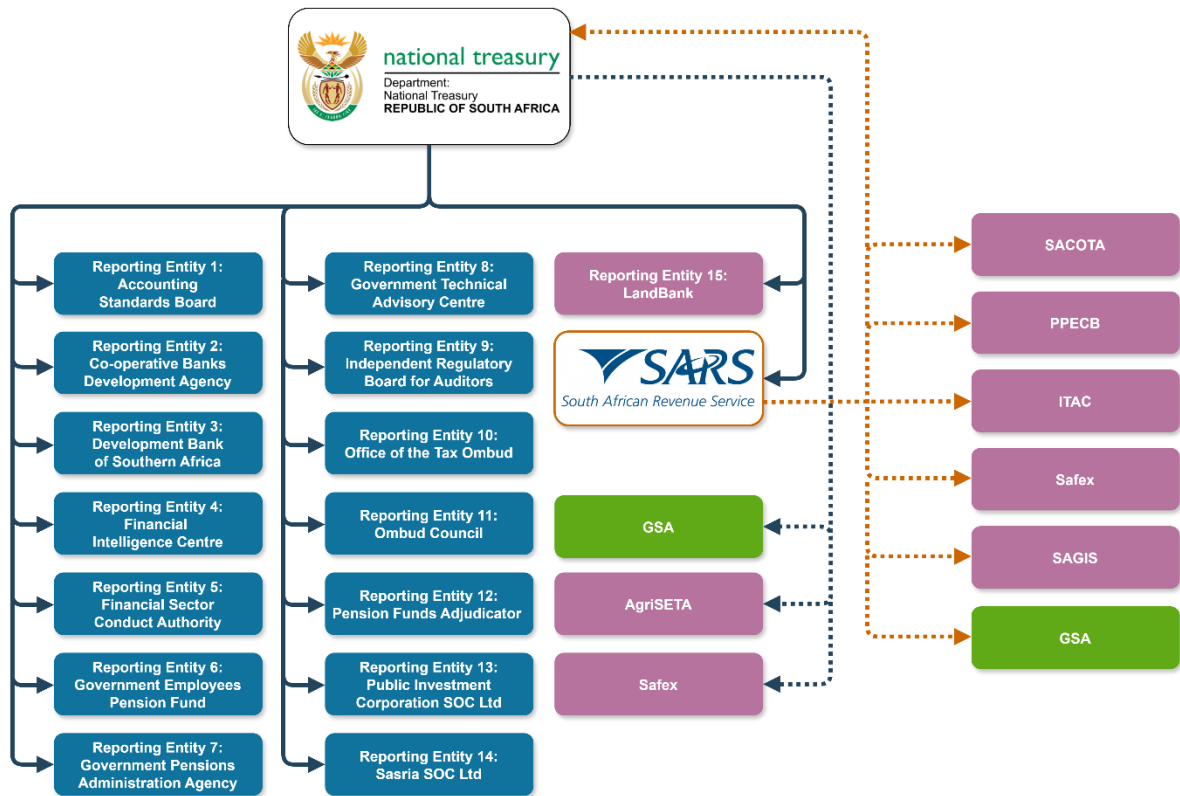 national treasury
Department:
National Treasury
REPUBLIC OF SOUTH AFRICA
Reporting Entity 1:
Accounting
Standards Board
Reporting Entity 2:
Co-operative Banks
Development Agency
Reporting Entity 3:
Development Bank
of Southern Africa
Reporting Entity 4:
Financial
Intelligence Centre
Reporting Entity 5:
Financial Sector
Conduct Authority
Reporting Entity 6:
Government Employees
Pension Fund
Reporting Entity 7:
Government Pensions
Administration Agency
Reporting Entity 8:
Government Technical
Advisory Centre
Reporting Entity 9:
Independent Regulatory
Board for Auditors
Reporting Entity 10:
Office of the Tax Ombud
Reporting Entity 11:
Ombud Council
Reporting Entity 12:
Pension Funds Adjudicator
Reporting Entity 13:
Public Investment
Corporation SOC Ltd
Reporting Entity 14:
Sasria SOC Ltd
Reporting Entity 15:
LandBank
SARS
South African Revenue Service
GSA
AgriSETA
Safex
SACOTA
PPECB
ITAC
Safex
SAGIS
GSA